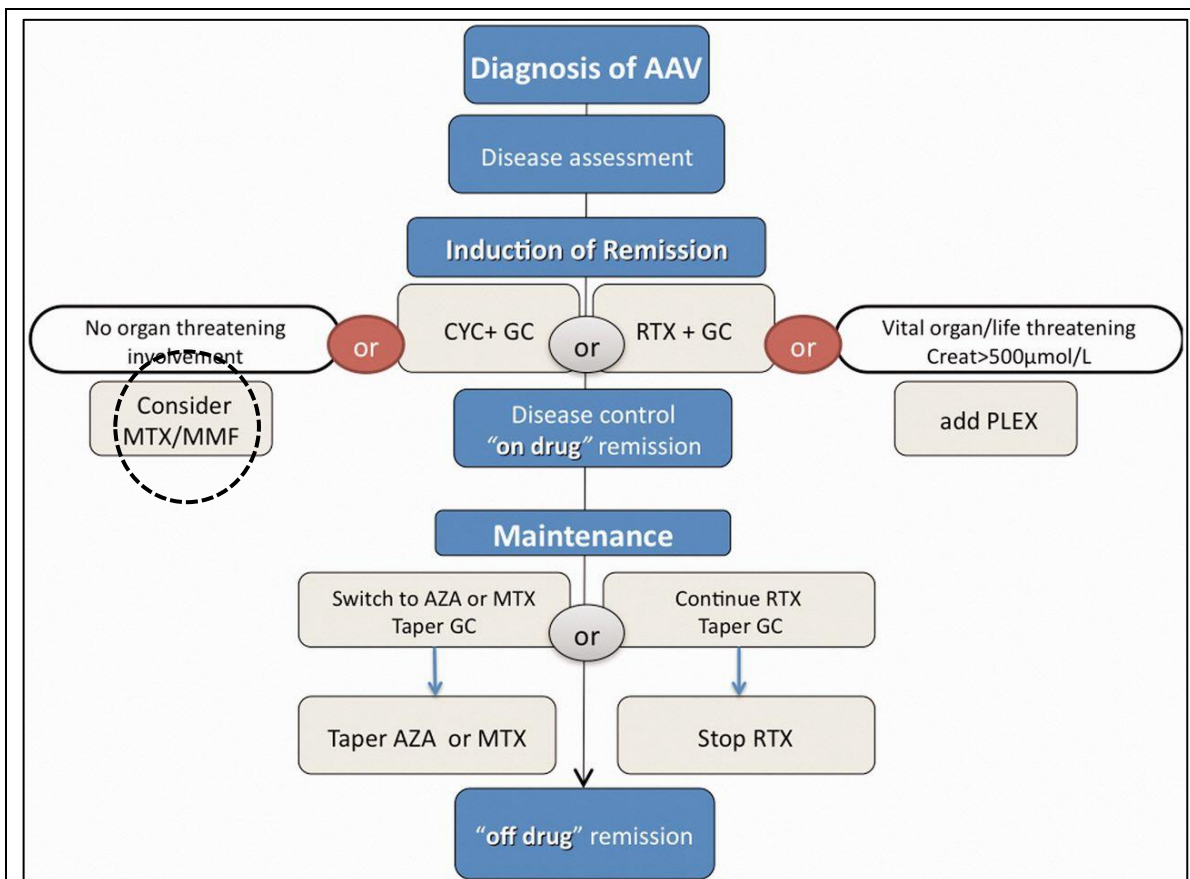 Diagnosis of AAV
Disease assessment
Induction of Remission
No organ threatening
involvement
or
CYC+ GC
or
RTX + GC
or
Vital organ/life threatening
Creat>500µmol/L
Consider
MTX/MMF
Disease control
"on drug" remission
add PLEX
Maintenance
Switch to AZA or MTX
Taper GC
or
Continue RTX
Taper GC
Taper AZA or MTX
Stop RTX
"off drug" remission